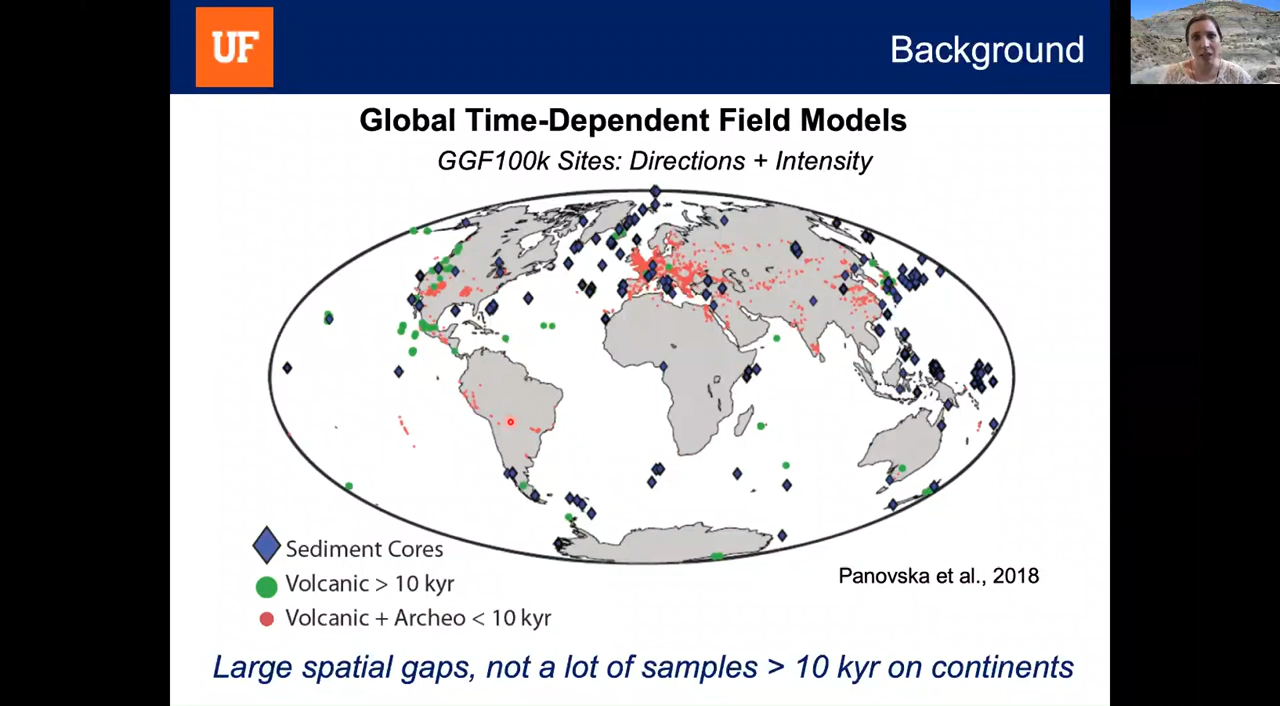 UF
Background
Global Time-Dependent Field Models
GGF100k Sites: Directions + Intensity
Sediment Cores
Volcanic > 10 kyr
Volcanic + Archeo < 10 kyr
Panovska et al., 2018
Large spatial gaps, not a lot of samples > 10 kyr on continents